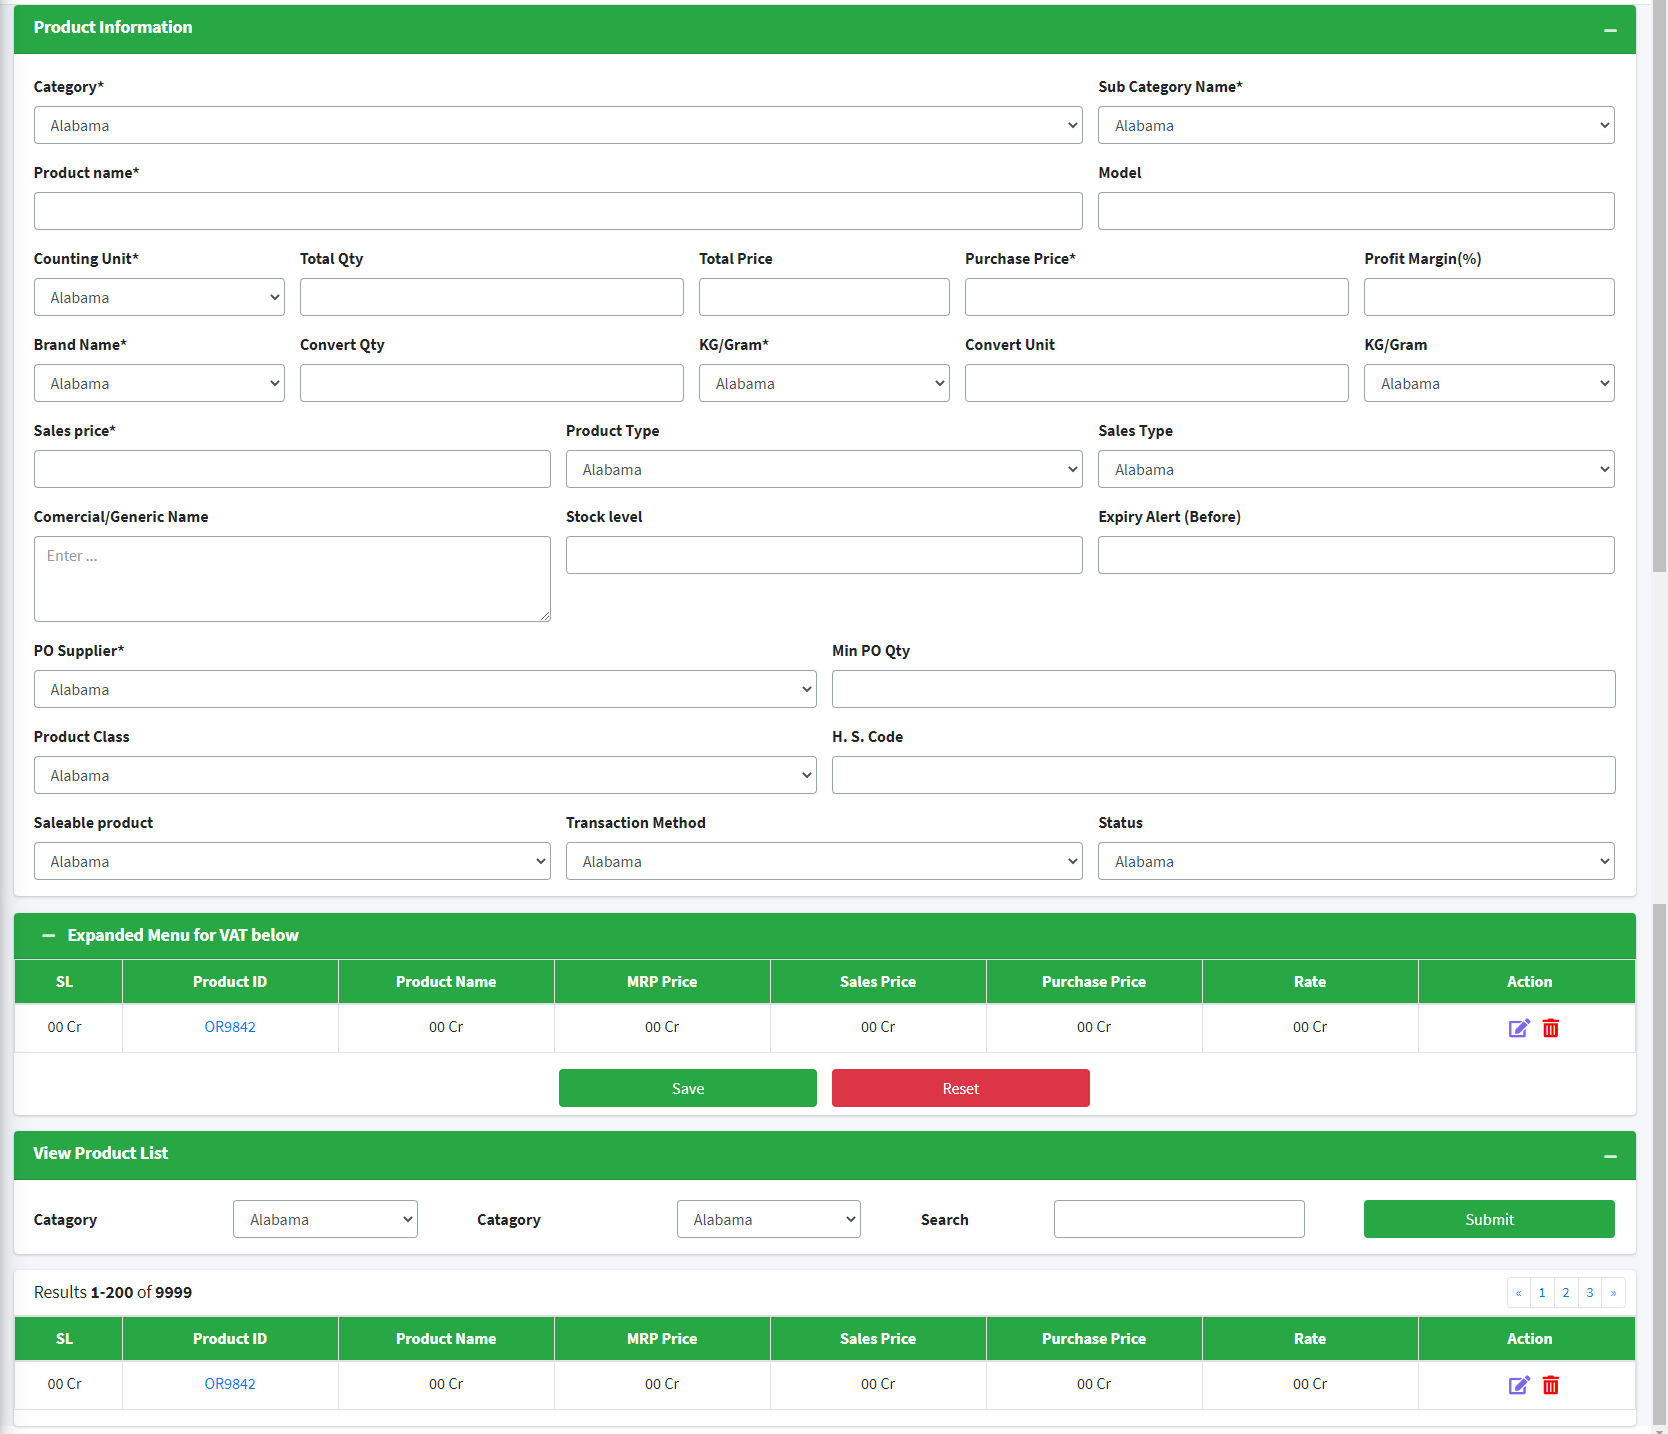 Product Information
Category* Sub Category Name*
Alabama Alabama
Product name* Model
Counting Unit* Total Qty Total Price Purchase Price* Profit Margin(%)
Alabama
Brand Name* Convert Qty KG/Gram* Convert Unit KG/Gram
Alabama Alabama Alabama
Sales price* Product Type Sales Type
Alabama Alabama
Comercial/Generic Name Stock level Expiry Alert (Before)
Enter ...
PO Supplier* Min PO Qty
Alabama
Product Class H. S. Code
Alabama
Saleable product Transaction Method Status
Alabama Alabama Alabama
Expanded Menu for VAT below
SL Product ID Product Name MRP Price Sales Price Purchase Price Rate Action
00 Cr OR9842 00 Cr 00 Cr 00 Cr 00 Cr 00 Cr
Save Reset
View Product List
Catagory Alabama Catagory Alabama Search Submit
Results 1-200 of 9999 « 1 2 3 »
SL Product ID Product Name MRP Price Sales Price Purchase Price Rate Action
00 Cr OR9842 00 Cr 00 Cr 00 Cr 00 Cr 00 Cr